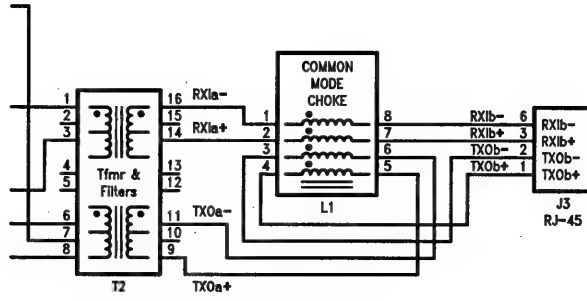 COMMON
MODE
CHOKE
1 16 RXIa-
2 15
3 14 RXIa+
4 13
5 12
Tfmr &
Filters
6 11 TXOa-
7 10
8 9
TXOa+
T2
1 8 RXIb- 6 RXIb-
2 7 RXIb+ 3 RXIb+
3 6 TXOb- 2 TXOb-
4 5 TXOb+ 1 TXOb+
L1
J3
RJ-45